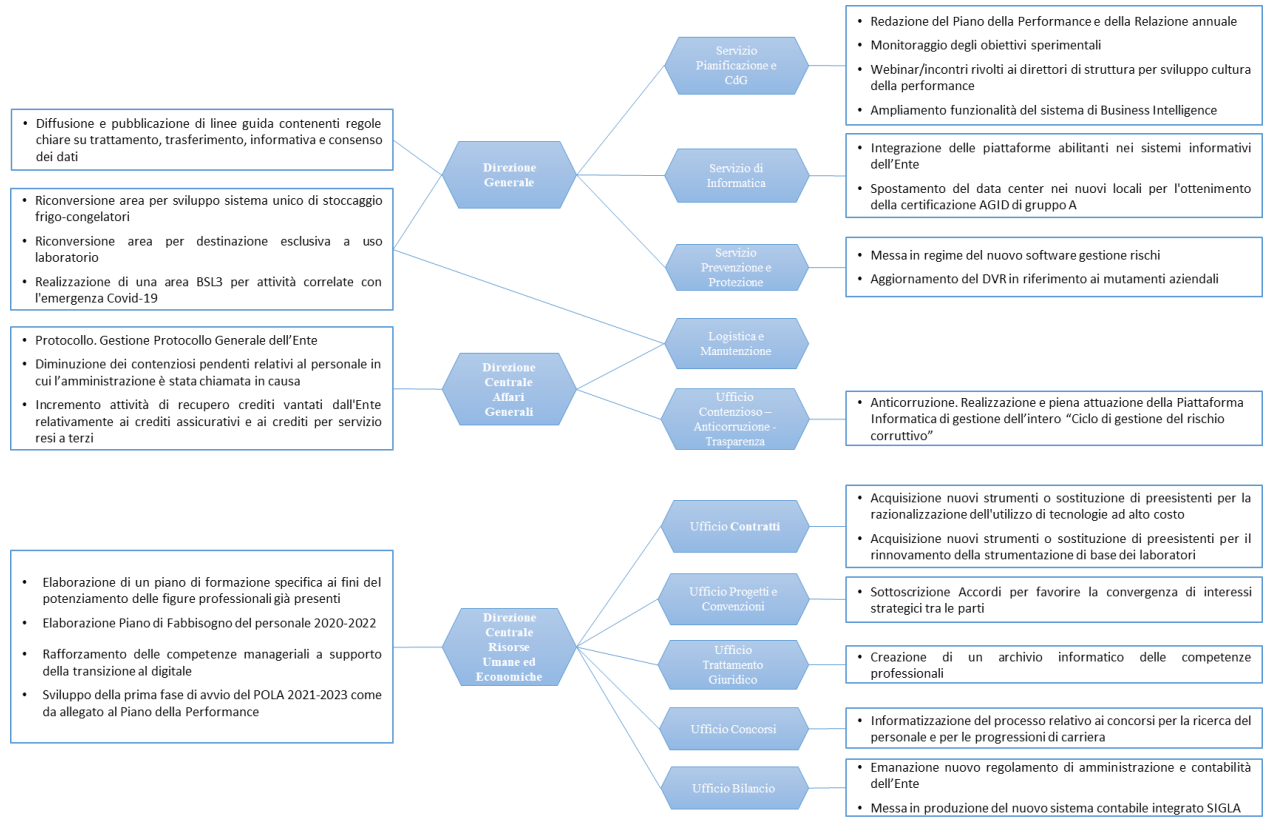 • Diffusione e pubblicazione di linee guida contenenti regole
chiare su trattamento, trasferimento, informativa e consenso
dei dati
• Riconversione area per sviluppo sistema unico di stoccaggio
frigo-congelatori
• Riconversione area per destinazione esclusiva a uso
laboratorio
• Realizzazione di una area BSL3 per attività correlate con
l'emergenza Covid-19
Direzione
Generale
Servizio
Pianificazione e
CdG
• Redazione del Piano della Performance e della Relazione annuale
• Monitoraggio degli obiettivi sperimentali
• Webinar/incontri rivolti ai direttori di struttura per sviluppo cultura
della performance
• Ampliamento funzionalità del sistema di Business Intelligence
Servizio di
Informatica
• Integrazione delle piattaforme abilitanti nei sistemi informativi
dell’Ente
• Spostamento del data center nei nuovi locali per l'ottenimento
della certificazione AGID di gruppo A
Servizio
Prevenzione e
Protezione
• Messa in regime del nuovo software gestione rischi
• Aggiornamento del DVR in riferimento ai mutamenti aziendali
• Protocollo. Gestione Protocollo Generale dell’Ente
• Diminuzione dei contenziosi pendenti relativi al personale in
cui l’amministrazione è stata chiamata in causa
• Incremento attività di recupero crediti vantati dall'Ente
relativamente ai crediti assicurativi e ai crediti per servizio
resi a terzi
Direzione
Centrale
Affari
Generali
Logistica e
Manutenzione
Ufficio
Contenzioso –
Anticorruzione -
Trasparenza
• Anticorruzione. Realizzazione e piena attuazione della Piattaforma
Informatica di gestione dell’intero “Ciclo di gestione del rischio
corruttivo”
• Elaborazione di un piano di formazione specifica ai fini del
potenziamento delle figure professionali già presenti
• Elaborazione Piano di Fabbisogno del personale 2020-2022
• Rafforzamento delle competenze manageriali a supporto
della transizione al digitale
• Sviluppo della prima fase di avvio del POLA 2021-2023 come
da allegato al Piano della Performance
Direzione
Centrale
Risorse
Umane ed
Economiche
Ufficio Contratti
• Acquisizione nuovi strumenti o sostituzione di preesistenti per la
razionalizzazione dell'utilizzo di tecnologie ad alto costo
• Acquisizione nuovi strumenti o sostituzione di preesistenti per il
rinnovamento della strumentazione di base dei laboratori
Ufficio Progetti e
Convenzioni
• Sottoscrizione Accordi per favorire la convergenza di interessi
strategici tra le parti
Ufficio
Trattamento
Giuridico
• Creazione di un archivio informatico delle competenze
professionali
Ufficio Concorsi
• Informatizzazione del processo relativo ai concorsi per la ricerca del
personale e per le progressioni di carriera
Ufficio Bilancio
• Emanazione nuovo regolamento di amministrazione e contabilità
dell’Ente
• Messa in produzione del nuovo sistema contabile integrato SIGLA